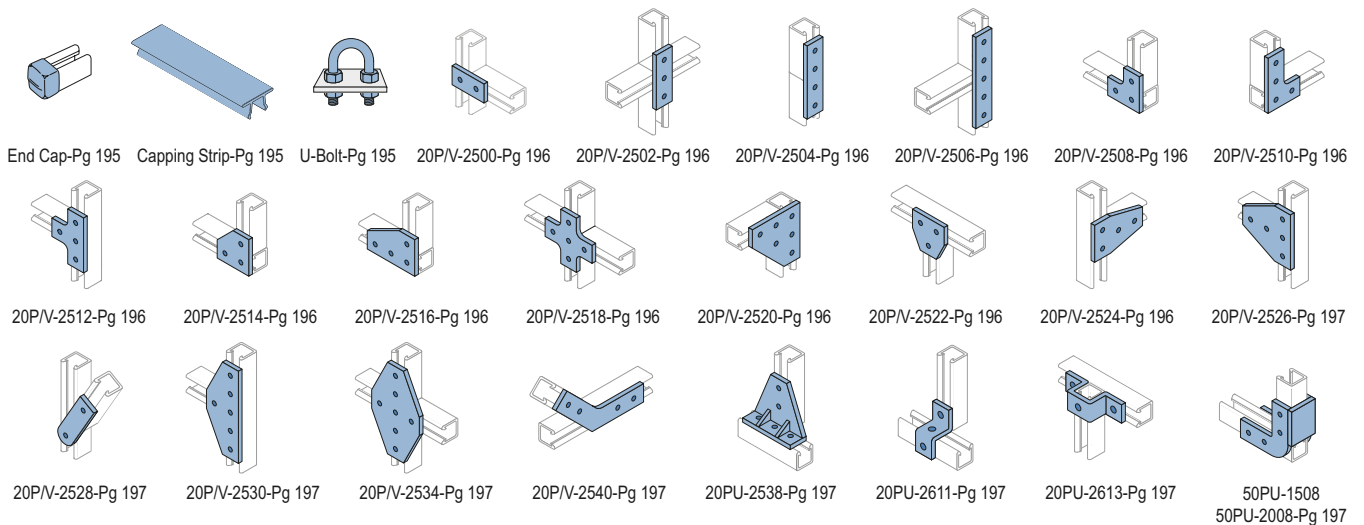 End Cap-Pg 195 Capping Strip-Pg 195 U-Bolt-Pg 195 20P/V-2500-Pg 196 20P/V-2502-Pg 196 20P/V-2504-Pg 196 20P/V-2506-Pg 196 20P/V-2508-Pg 196 20P/V-2510-Pg 196
20P/V-2512-Pg 196 20P/V-2514-Pg 196 20P/V-2516-Pg 196 20P/V-2518-Pg 196 20P/V-2520-Pg 196 20P/V-2522-Pg 196 20P/V-2524-Pg 196 20P/V-2526-Pg 197
20P/V-2528-Pg 197 20P/V-2530-Pg 197 20P/V-2534-Pg 197 20P/V-2540-Pg 197 20PU-2538-Pg 197 20PU-2611-Pg 197 20PU-2613-Pg 197 50PU-1508
50PU-2008-Pg 197